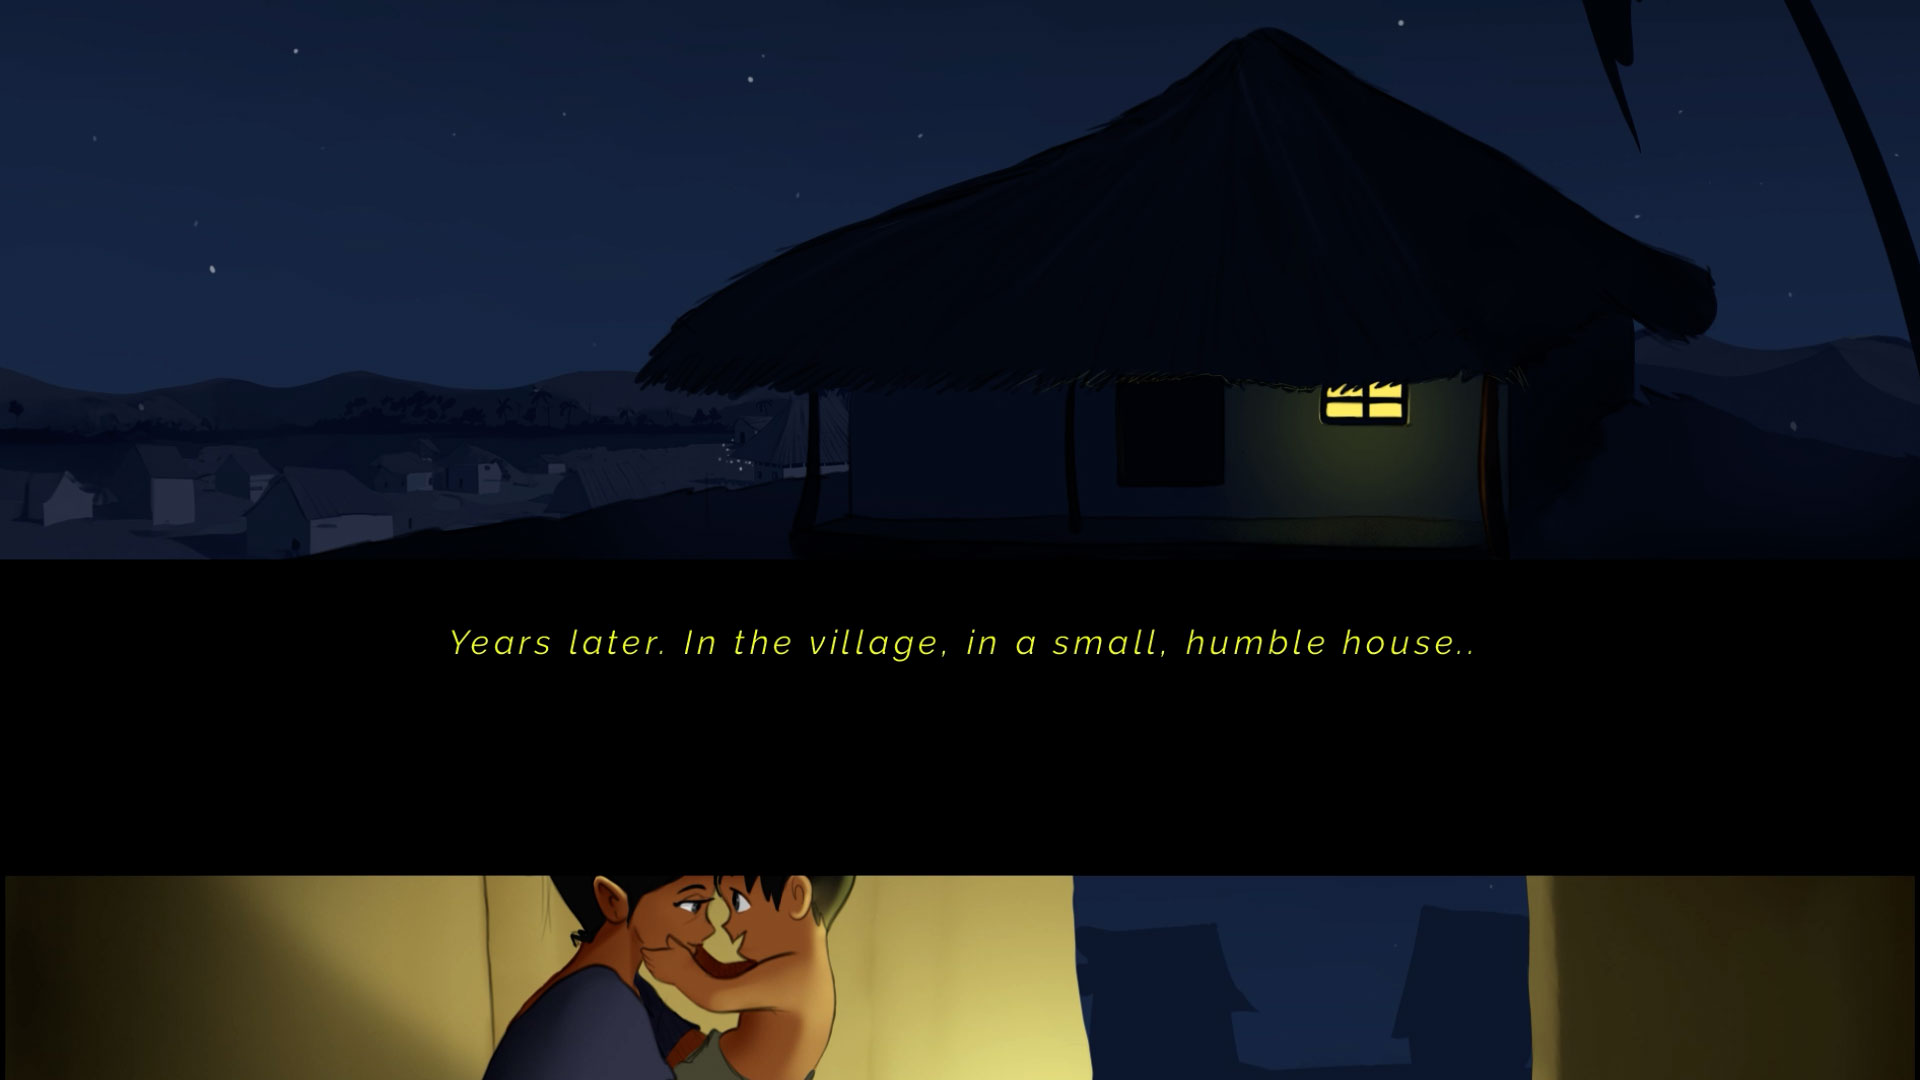 Years later. In the village, in a small, humble house..